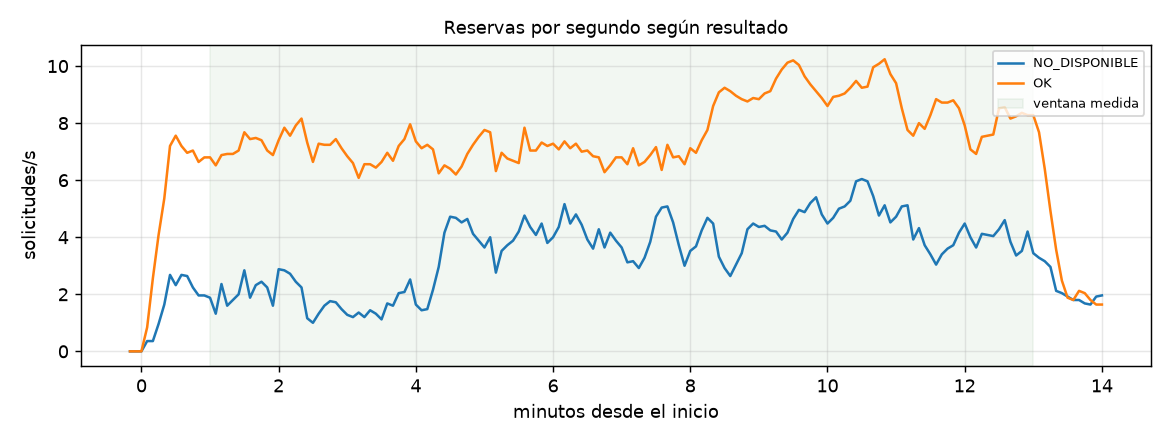 Reservas por segundo según resultado
solicitudes/s
10
8
6
4
2
0
NO_DISPONIBLE
OK
ventana medida
0 2 4 6 8 10 12 14
minutos desde el inicio